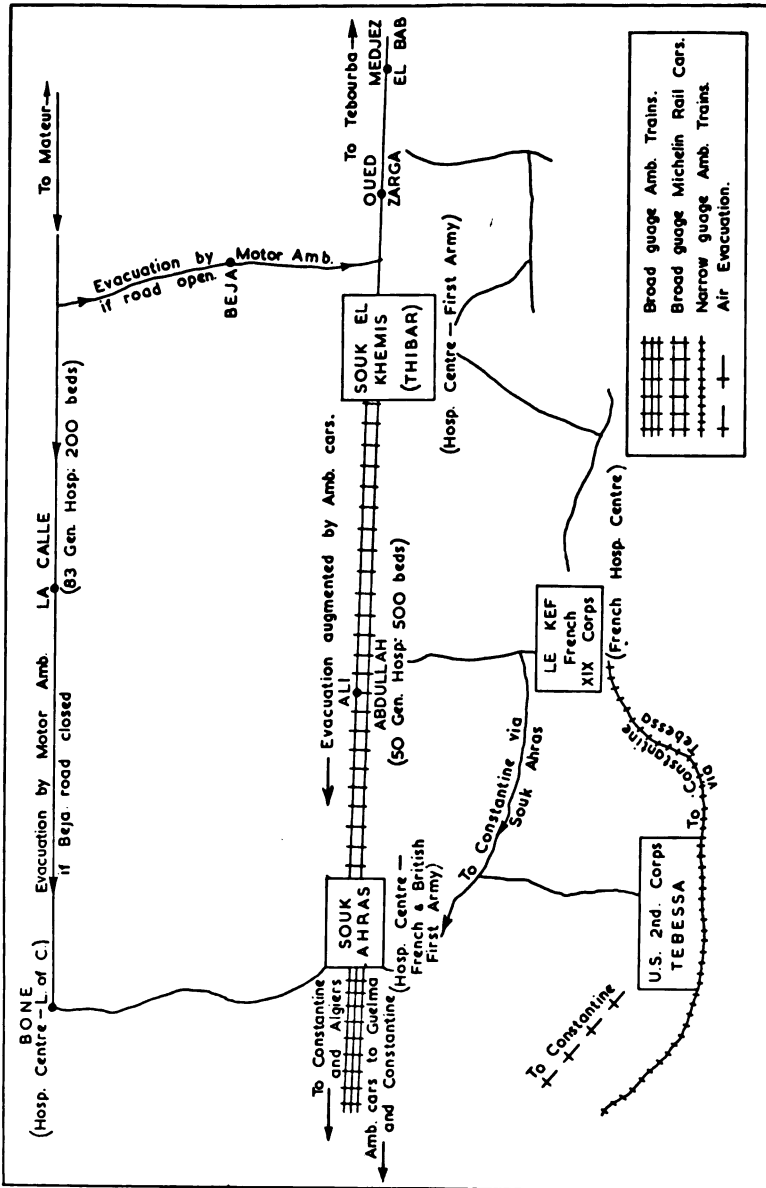 To Mateur
BONE
(Hosp. Centre – L. of C.)
Evacuation by Motor Amb.
if Beja road closed
LA CALLE
(83 Gen. Hosp: 200 beds)
Evacuation by
if road open.
BEJA
Motor Amb.
To Tebourba
MEDJEZ
EL BAB
OUED
ZARGA
SOUK EL
KHEMIS
(THIBAR)
(Hosp. Centre – First Army)
Evacuation augmented by Amb. cars.
ALI
ABDULLAH
(50 Gen. Hosp: 500 beds)
SOUK
AHRAS
(Hosp. Centre –
French & British
First Army)
To Constantine
and Algiers
Amb. cars to Guelma
and Constantine
To Constantine via
Souk Ahras
LE KEF
French
XIX Corps
(French Hosp. Centre)
To Constantine
via Tebessa
U.S. 2nd. Corps
TEBESSA
To Constantine
Broad guage Amb. Trains.
Broad guage Michelin Rail Cars.
Narrow guage Amb. Trains.
Air Evacuation.